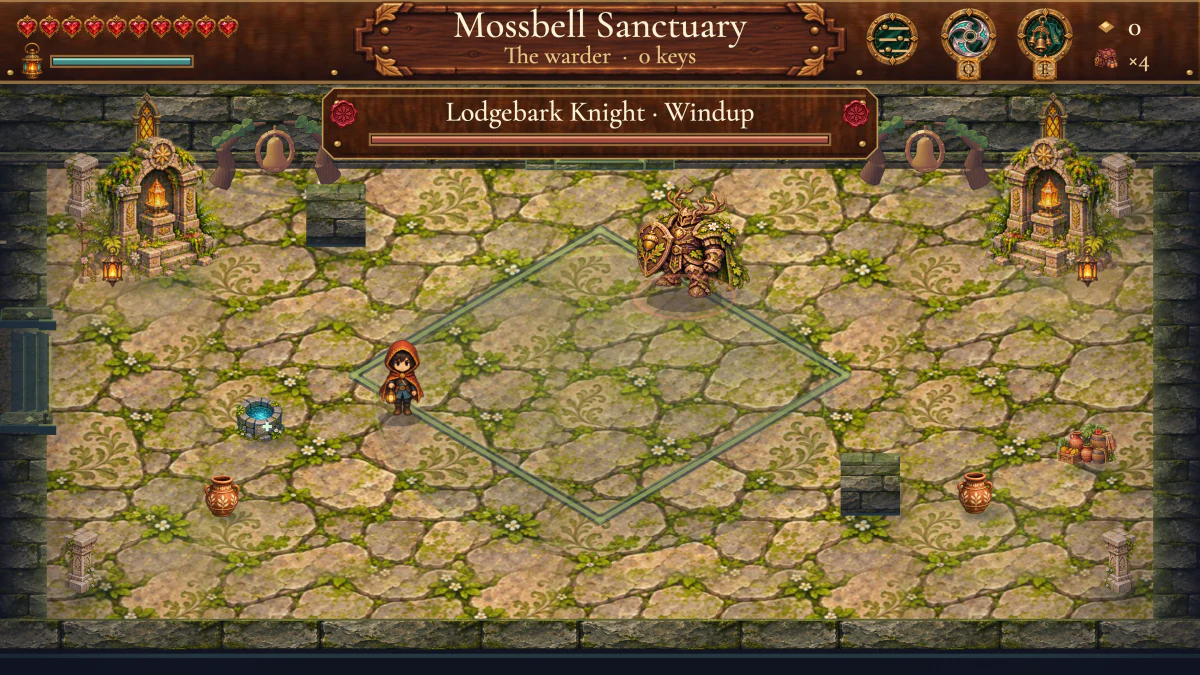 Mossbell Sanctuary
The warder · 0 keys
0
×4
Q
E
Lodgebark Knight · Windup